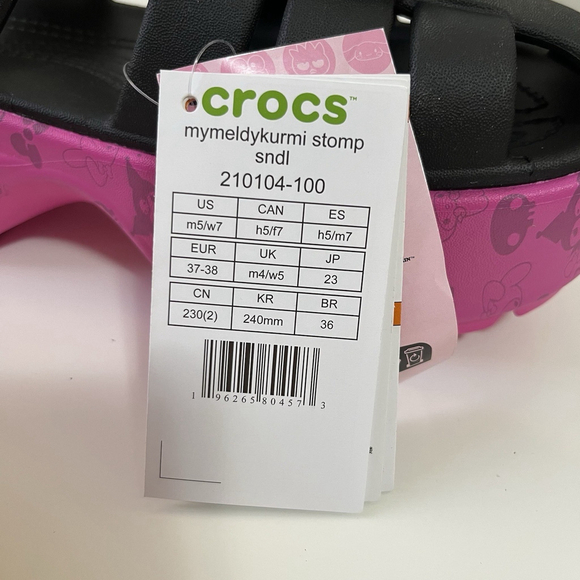 crocs™
mymeldykurmi stomp
sndl
210104-100
US CAN ES
m5/w7 h5/f7 h5/m7
EUR UK JP
37-38 m4/w5 23
CN KR BR
230(2) 240mm 36
1 96265 80457 3